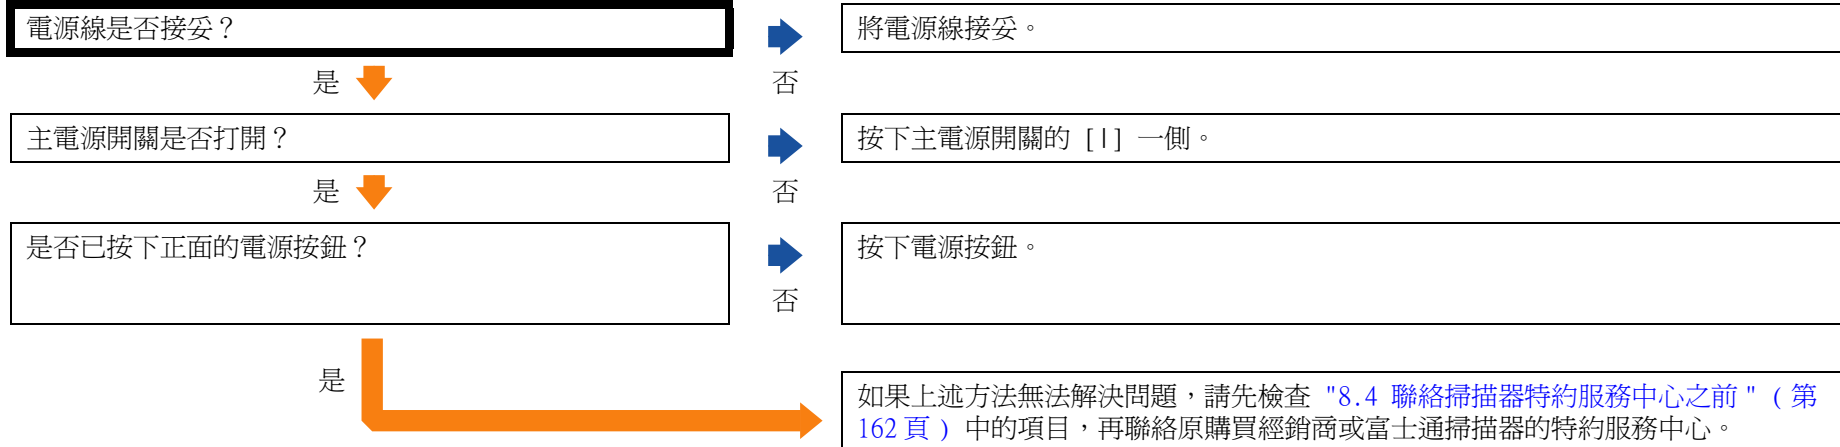 電源線是否接妥？
將電源線接妥。
是
否
主電源開關是否打開？
按下主電源開關的 [|] 一側。
是
否
是否已按下正面的電源按鈕？
按下電源按鈕。
否
是
如果上述方法無法解決問題，請先檢查 "8.4 聯絡掃描器特約服務中心之前 " ( 第
162 頁 ) 中的項目，再聯絡原購買經銷商或富士通掃描器的特約服務中心。